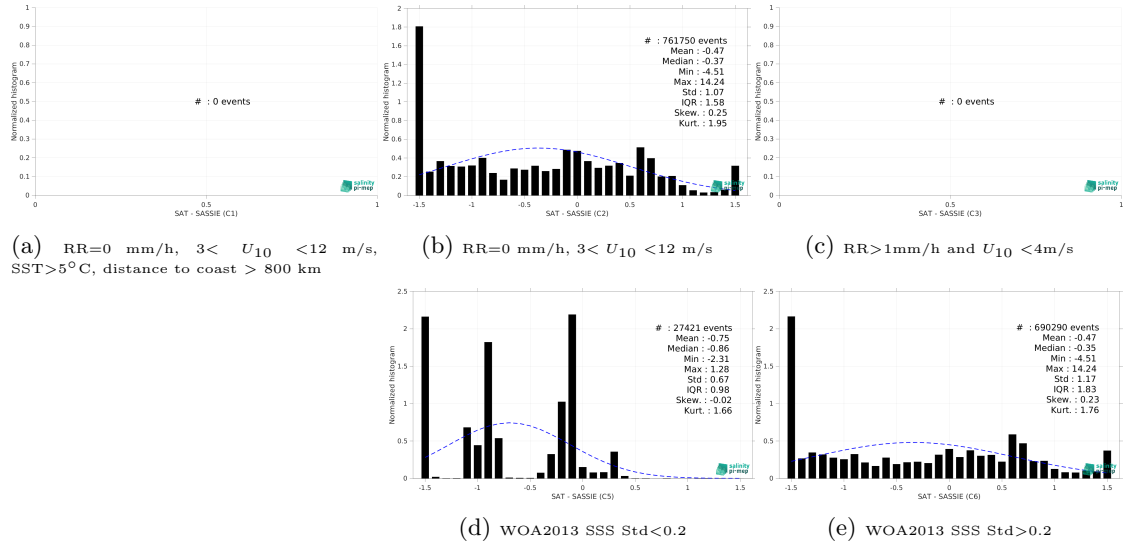 Normalized histogram
1
0.9
0.8
0.7
0.6
0.5
0.4
0.3
0.2
0.1
0
# : 0 events
salinity
pi-mep
0
0.5
1
SAT - SASSIE (C1)
Normalized histogram
2
1.8
1.6
1.4
1.2
1
0.8
0.6
0.4
0.2
0
# : 761750 events
Mean : -0.47
Median : -0.37
Min : -4.51
Max : 14.24
Std : 1.07
IQR : 1.58
Skew. : 0.25
Kurt. : 1.95
salinity
pi-mep
-1.5
-1
-0.5
0
0.5
1
1.5
SAT - SASSIE (C2)
Normalized histogram
1
0.9
0.8
0.7
0.6
0.5
0.4
0.3
0.2
0.1
0
# : 0 events
salinity
pi-mep
0
0.5
1
SAT - SASSIE (C3)
(a) RR=0 mm/h, 3< U10 <12 m/s,
SST>5°C, distance to coast > 800 km
(b) RR=0 mm/h, 3< U10 <12 m/s
(c) RR>1mm/h and U10 <4m/s
Normalized histogram
2.5
2
1.5
1
0.5
0
# : 27421 events
Mean : -0.75
Median : -0.86
Min : -2.31
Max : 1.28
Std : 0.67
IQR : 0.98
Skew. : -0.02
Kurt. : 1.66
salinity
pi-mep
-1.5
-1
-0.5
0
0.5
1
1.5
SAT - SASSIE (C5)
Normalized histogram
2.5
2
1.5
1
0.5
0
# : 690290 events
Mean : -0.47
Median : -0.35
Min : -4.51
Max : 14.24
Std : 1.17
IQR : 1.83
Skew. : 0.23
Kurt. : 1.76
salinity
pi-mep
-1.5
-1
-0.5
0
0.5
1
1.5
SAT - SASSIE (C6)
(d) WOA2013 SSS Std<0.2
(e) WOA2013 SSS Std>0.2